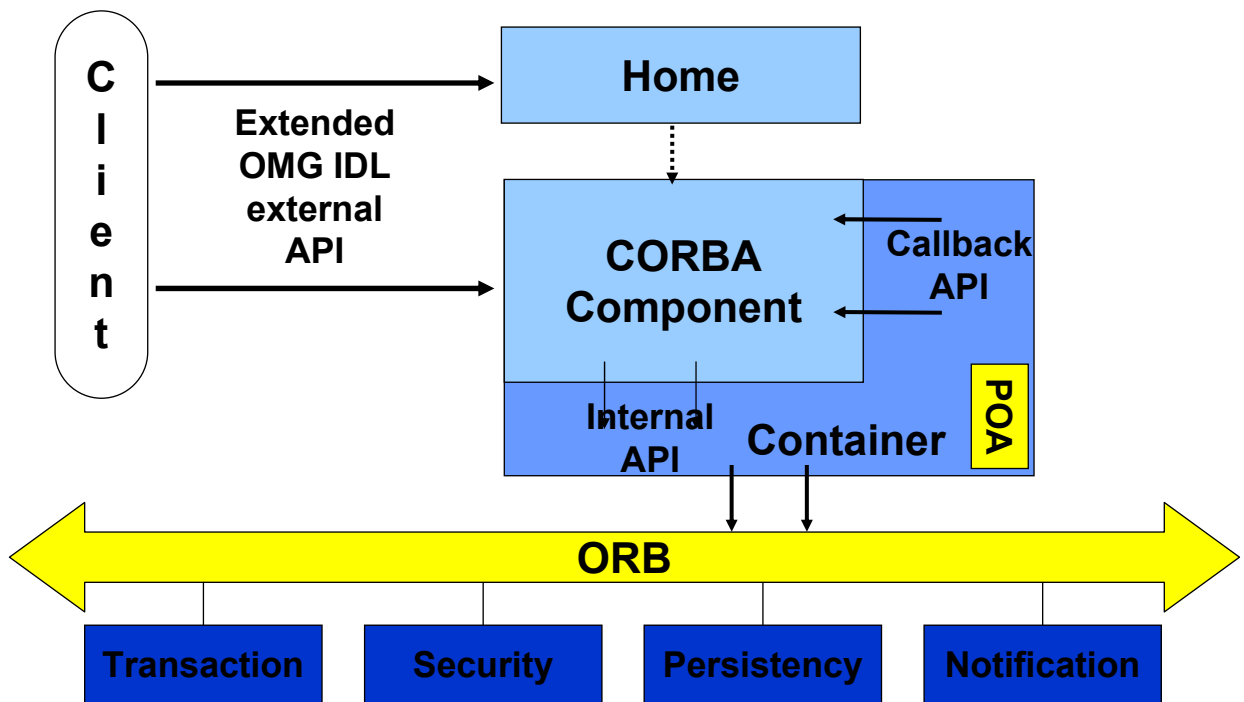 Client
Home
Extended
OMG IDL
external
API
CORBA
Component
Callback
API
Internal
API
Container
POA
ORB
Transaction
Security
Persistency
Notification